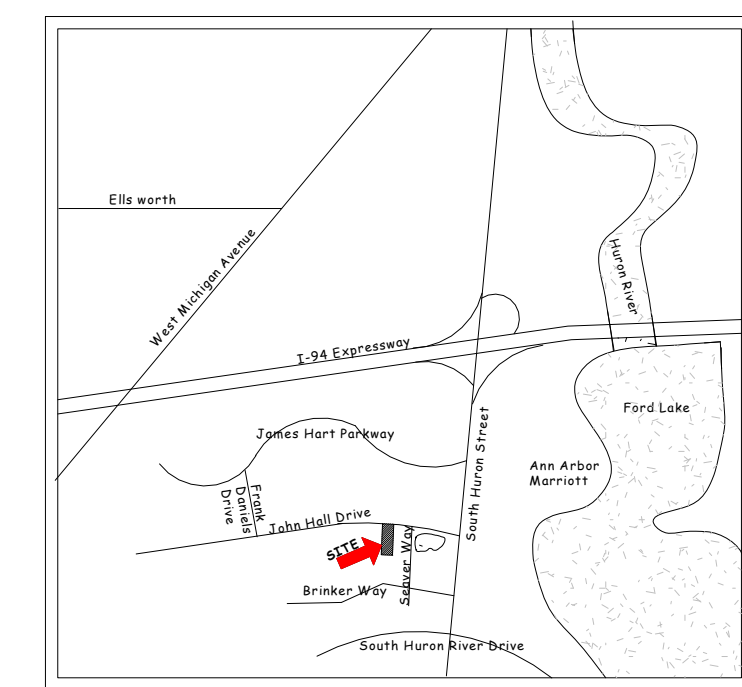 Ells worth
West Michigan Avenue
Huron River
I-94 Expressway
Ford Lake
James Hart Parkway
South Huron Street
Ann Arbor
Marriott
Frank
Daniels
Drive
John Hall Drive
SITE
Seaver Way
Brinker Way
South Huron River Drive